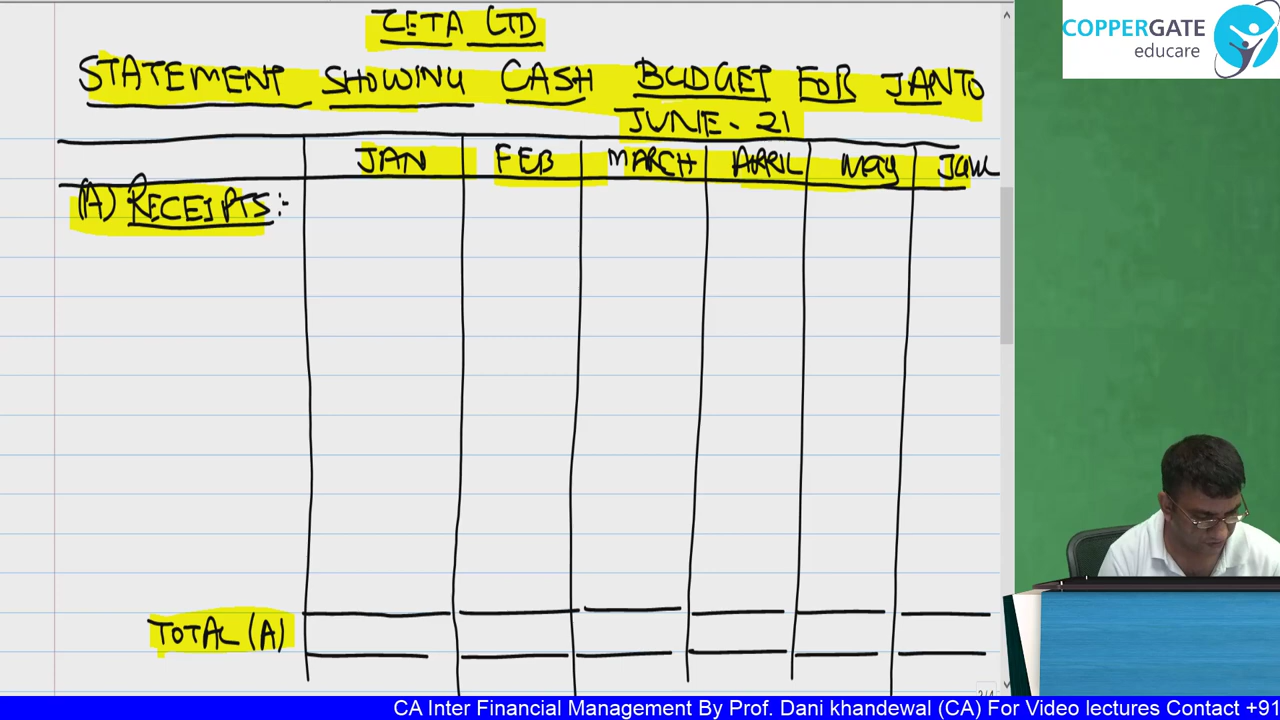 ZETA LTD
STATEMENT SHOWING CASH BUDGET FOR JAN TO
JUNE - 21
JAN FEB MARCH APRIL May June
(A) RECEIPTS :-
TOTAL (A)
COPPERGATE
educare
CA Inter Financial Management By Prof. Dani khandewal (CA) For Video lectures Contact +91